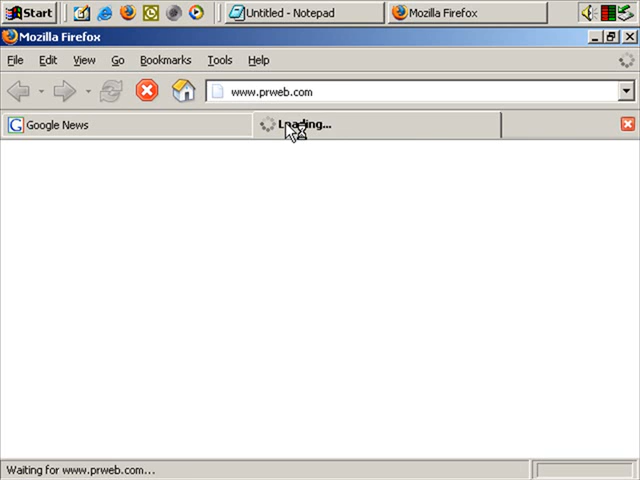 Start Untitled - Notepad Mozilla Firefox
Mozilla Firefox
File Edit View Go Bookmarks Tools Help
www.prweb.com
Google News Loading...
Waiting for www.prweb.com...